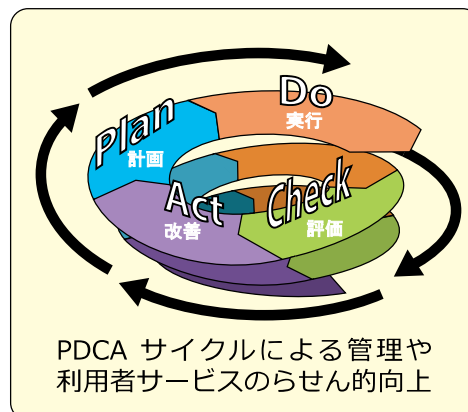 Plan
計画
Do
実行
Check
評価
Act
改善
PDCA サイクルによる管理や
利用者サービスのらせん的向上